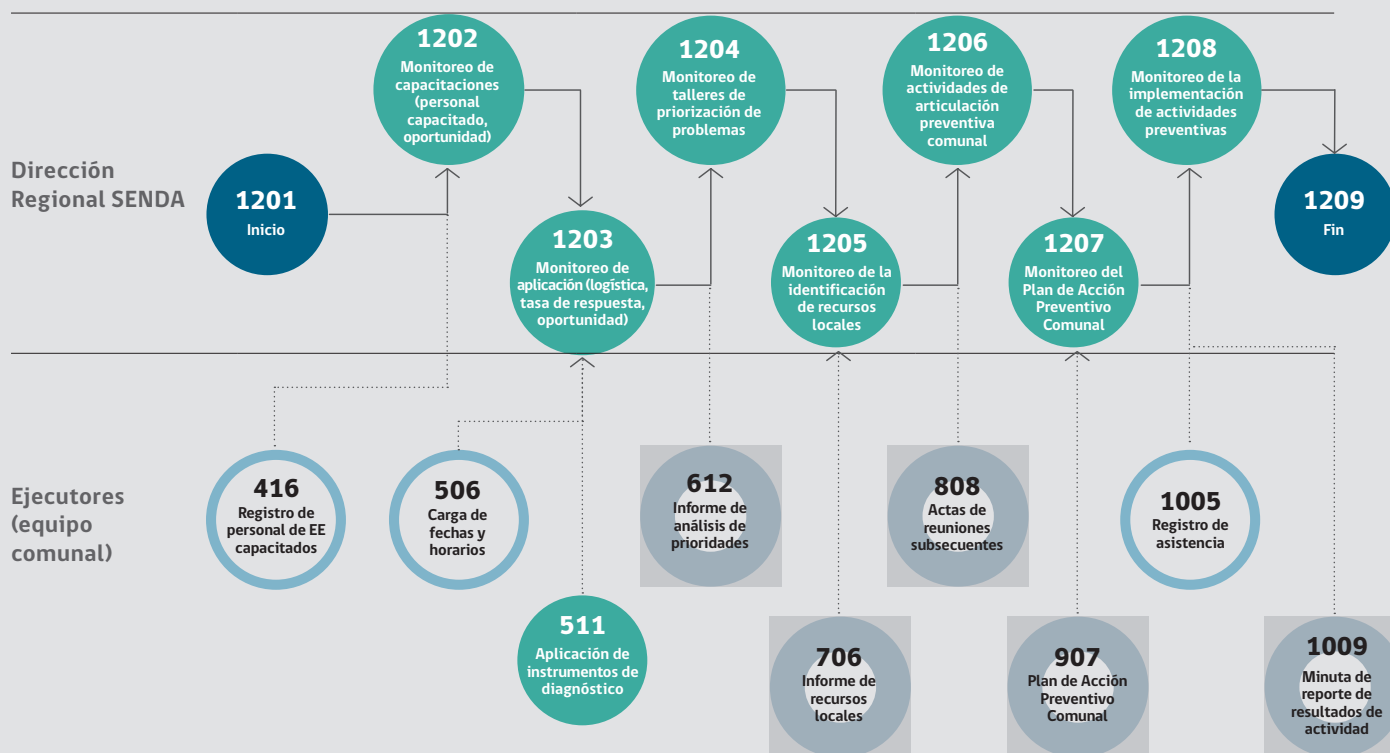 Dirección
Regional SENDA
1201
Inicio
1202
Monitoreo de
capacitaciones
(personal
capacitado,
oportunidad)
1203
Monitoreo de
aplicación (logística,
tasa de respuesta,
oportunidad)
1204
Monitoreo de
talleres de
priorización de
problemas
1205
Monitoreo de la
identificación
de recursos
locales
1206
Monitoreo de
actividades de
articulación
preventiva
comunal
1207
Monitoreo del
Plan de Acción
Preventivo
Comunal
1208
Monitoreo de la
implementación
de actividades
preventivas
1209
Fin
Ejecutores
(equipo
comunal)
416
Registro de
personal de EE
capacitados
506
Carga de
fechas y
horarios
511
Aplicación de
instrumentos de
diagnóstico
612
Informe de
análisis de
prioridades
706
Informe de
recursos
locales
808
Actas de
reuniones
subsecuentes
907
Plan de Acción
Preventivo
Comunal
1005
Registro de
asistencia
1009
Minuta de
reporte de
resultados de
actividad